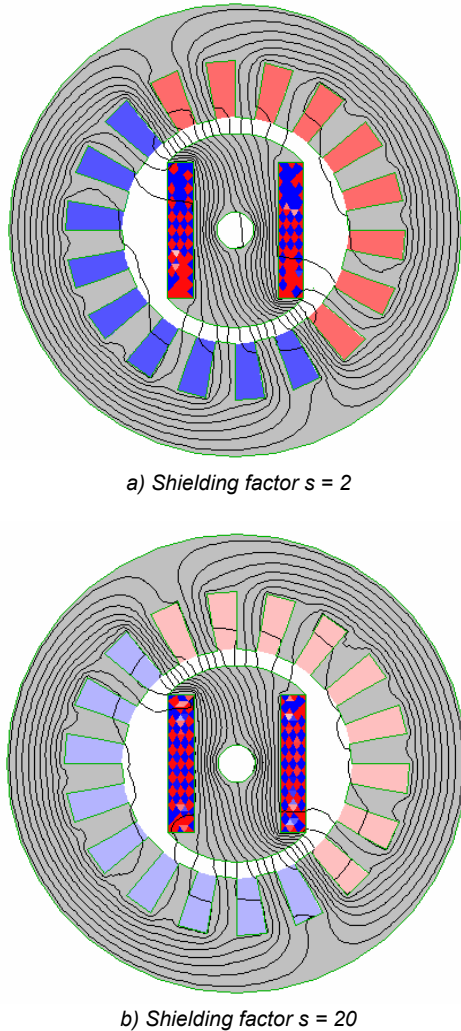 a) Shielding factor s = 2
b) Shielding factor s = 20